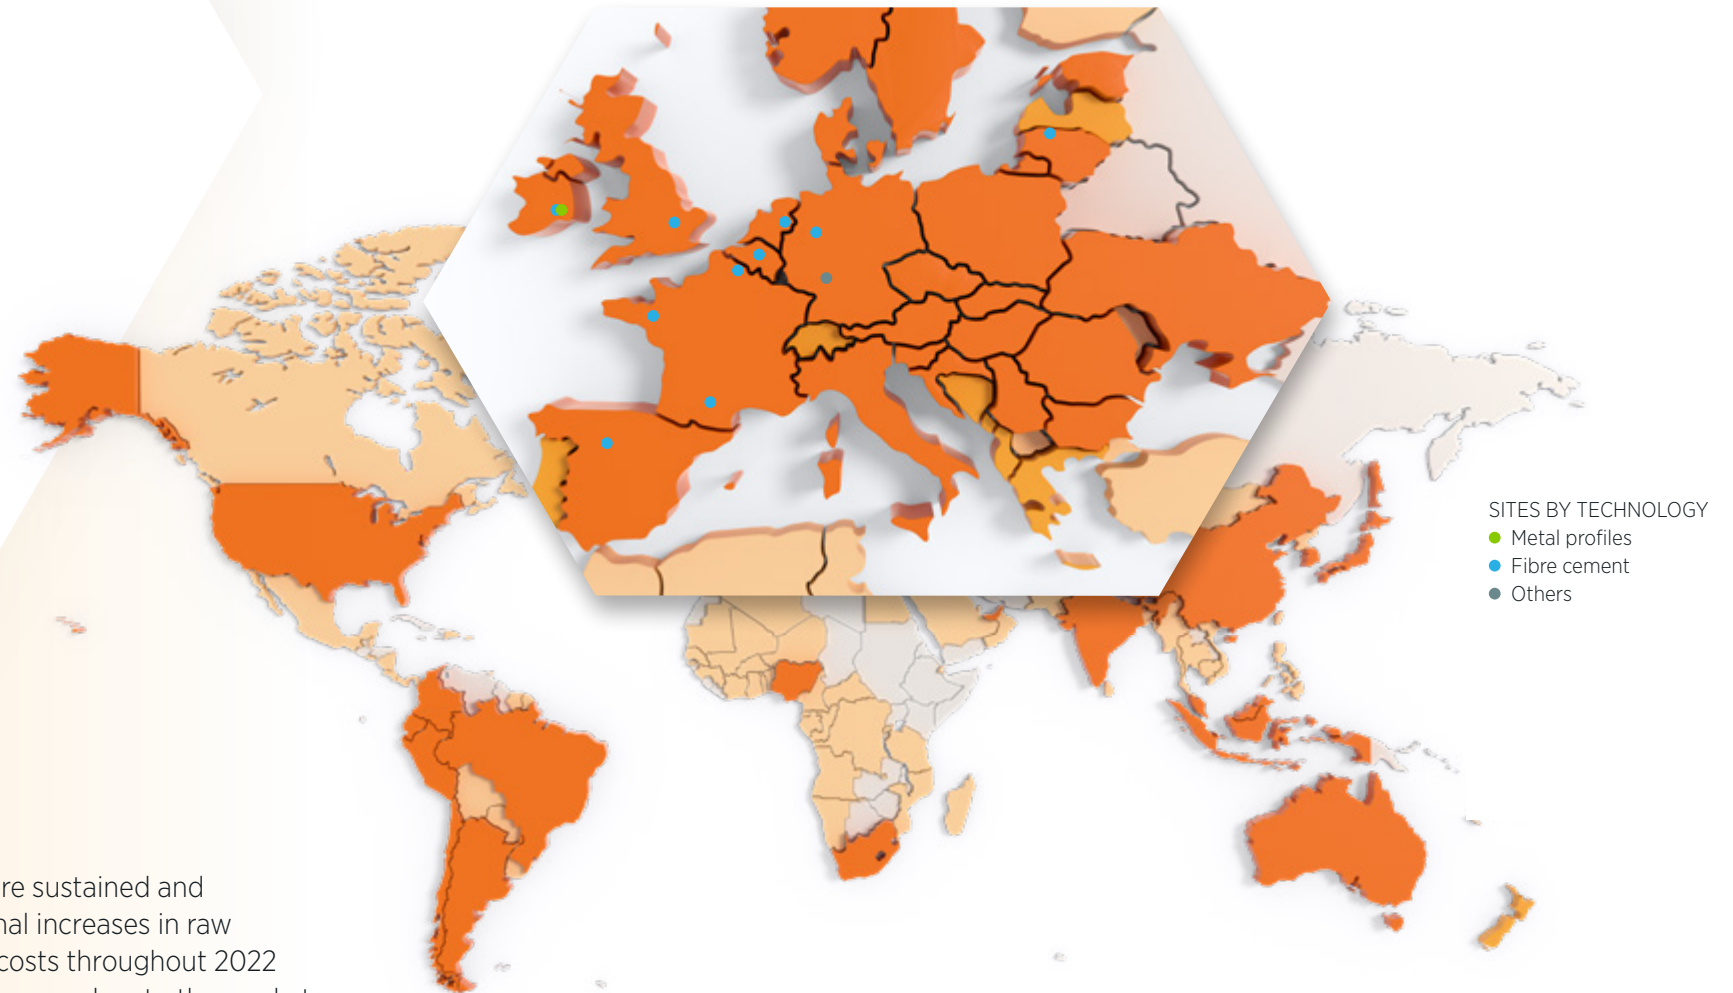 SITES BY TECHNOLOGY
Metal profiles
Fibre cement
Others
re sustained and
nal increases in raw
costs throughout 2022